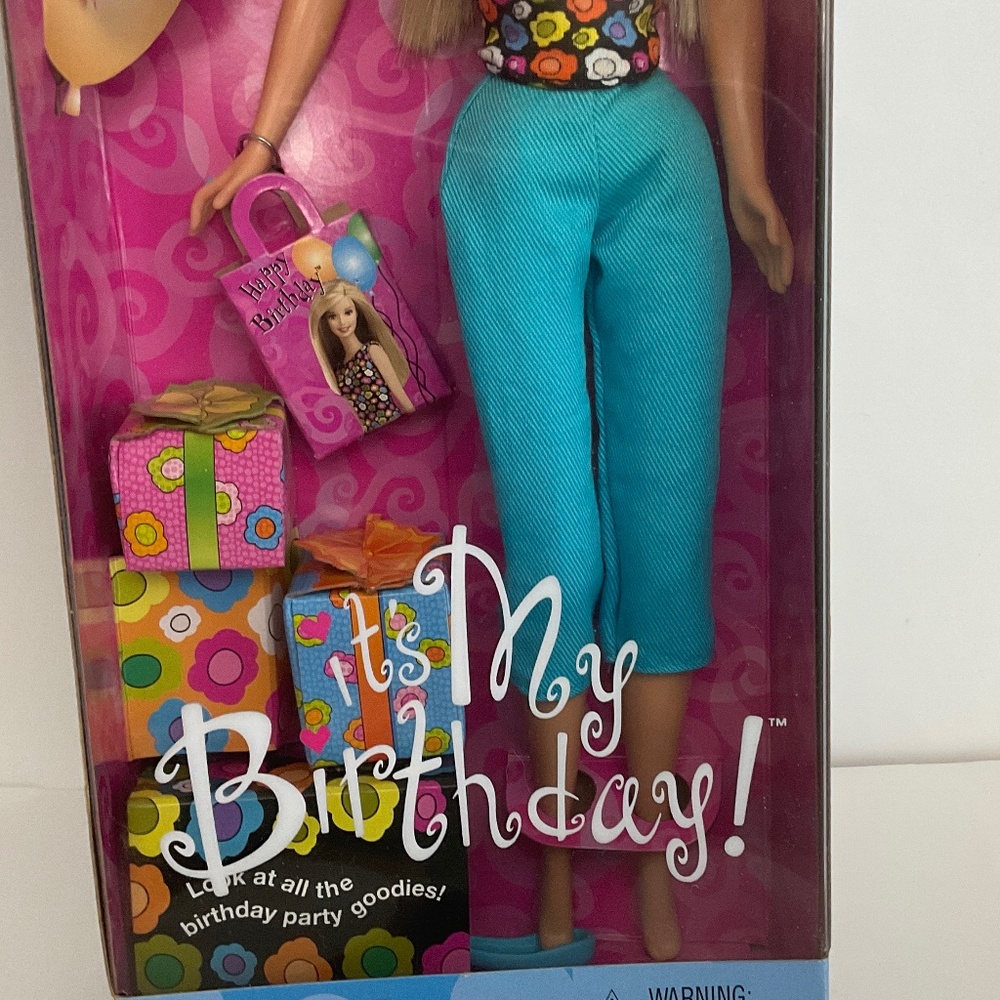 Happy
Birthday
it's My
Birthday!™
Look at all the
birthday party goodies!
⚠ WARNING: